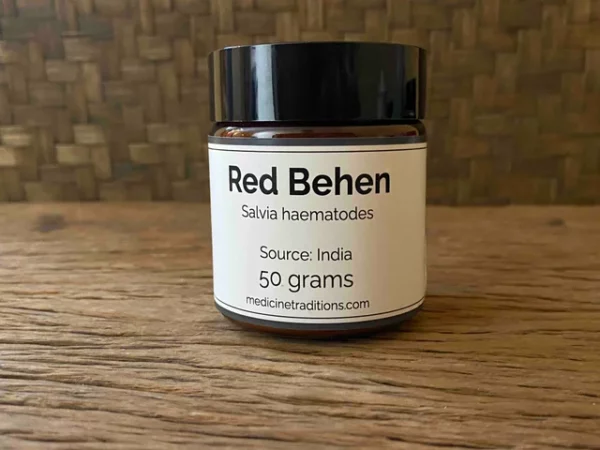 Red Behen
Salvia haematodes
Source: India
50 grams
medicinetraditions.com